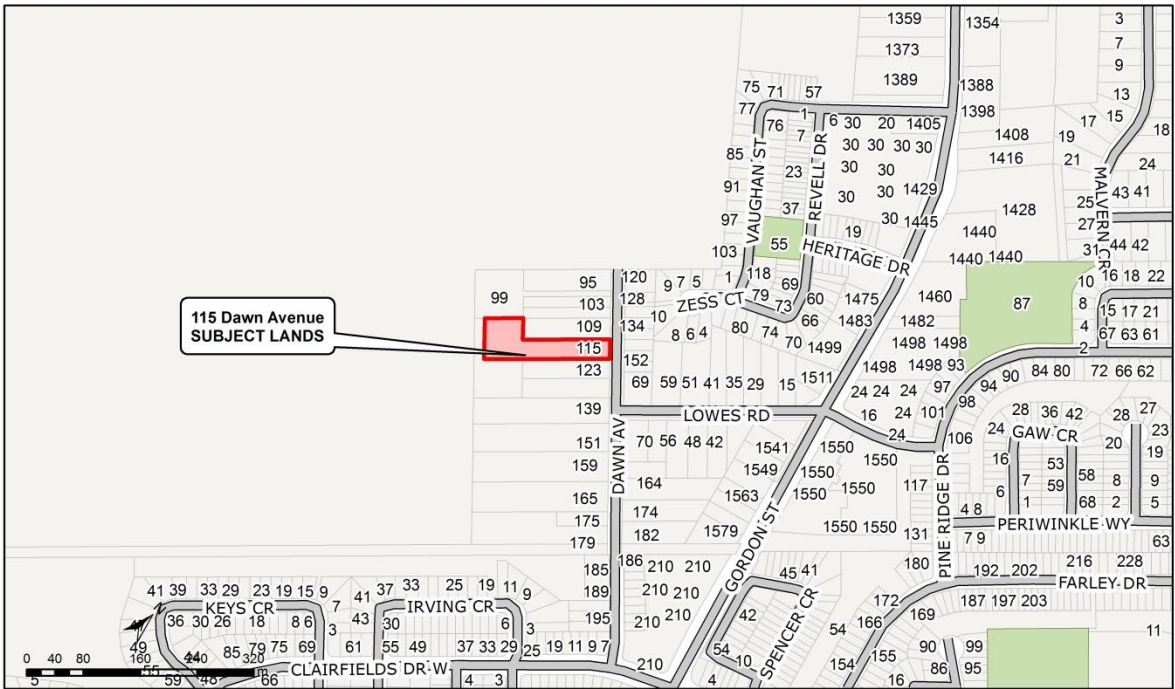 1359 1354 3
1373 7
1389 9
75 71 57 1388 13
77 1 1398 15
76 6 30 20 1405 17
7 30 30 30 30 1408 19 18
85 23 30 30 1416 21 24
91 30 30 1429 43 41
37 30 1428 25
97 1445 1440 27
VAUGHAN ST
REVELL DR
MALVERN CR
55 19 44 42
HERITAGE DR
103 1440 1440 31
95 120 9 7 5 1 118 69 10 16 18 22
99 103 128 79 60 1475 1460 87 8 15 17 21
ZESS CT
109 134 10 73 66 1483 1482 4 67 63 61
8 6 4 80 74 70 1499 1498 1498 2
115 Dawn Avenue
SUBJECT LANDS
115 152
123 69 59 51 41 35 29 15 1511 1498 1498 93 90 84 80 72 66 62
24 24 24 97 94
139 16 24 101 98 28 36 42 28 27
LOWES RD
24 24 GAW CR 23
151 70 56 48 42 1541 1550 1550 106 20 19
159 1549 1550 16 53 58
DAWN AV
164 1563 1550 1550 117 7 59 8 9
165 174 6 1 68 2 5
175 182 1579 1550 1550 131 4 8
PERIWINKLE WY
179 7 9 63
GORDON ST
PINE RIDGE DR
185 186 210 210 45 41 180 192 202 216 228
FARLEY DR
189 210 210 42 172 187 197 203
195 210 210 54 166 169 11
41 39 33 29 23 19 15 9 41 37 33 25 19 11 9
KEYS CR
7
IRVING CR
36 30 26 18 8 6 43 30 6
49 3 3
SPENCER CR
44 85 79 75 69 61 55 49 37 33 29 25 19 11 9 7 54 10 90 99
240 210 154 155 86 95
CLAIRFIELDS DR W
0 40 80 160 240 320
m
5 55 59 48 66 4 3 4 16
N